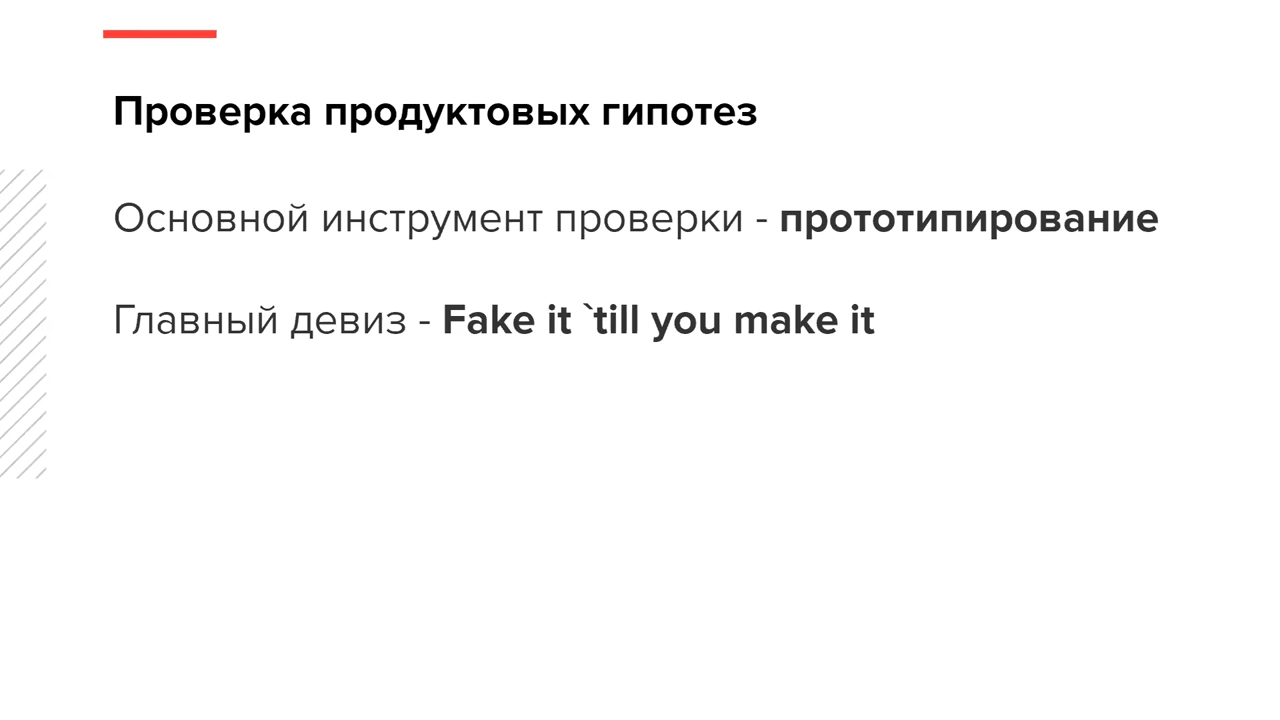 Проверка продуктовых гипотез
Основной инструмент проверки - прототипирование
Главный девиз - Fake it `till you make it